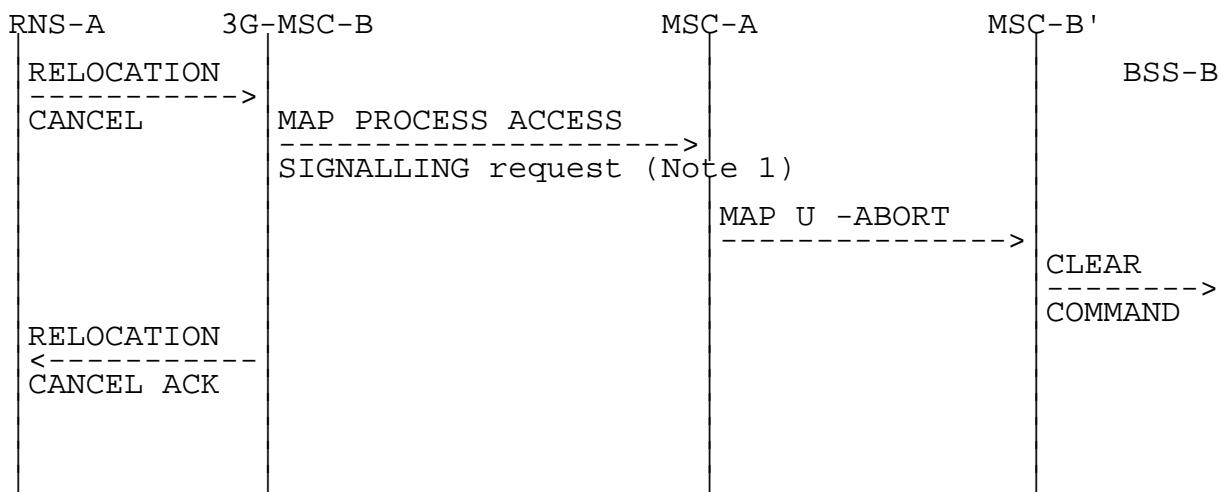 RNS-A 3G-MSC-B MSC-A MSC-B'
RELOCATION BSS-B
----------->
CANCEL MAP PROCESS ACCESS
--------------------->
SIGNALLING request (Note 1)
MAP U -ABORT
--------------->
CLEAR
-------->
COMMAND
RELOCATION
<-----------
CANCEL ACK